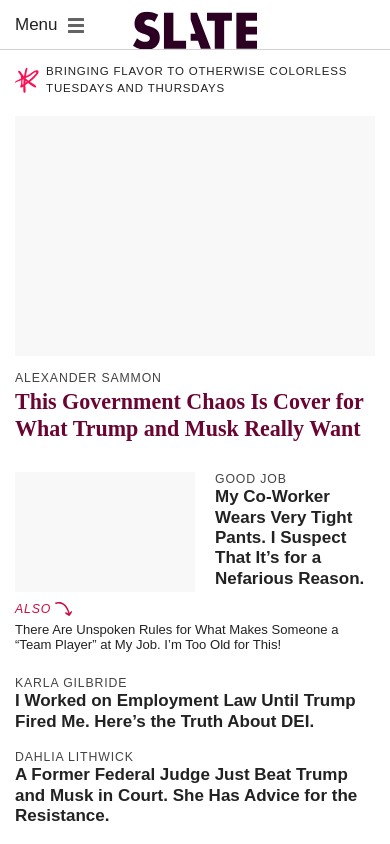 Menu
SLATE
BRINGING FLAVOR TO OTHERWISE COLORLESS
TUESDAYS AND THURSDAYS
ALEXANDER SAMMON
This Government Chaos Is Cover for
What Trump and Musk Really Want
GOOD JOB
My Co-Worker
Wears Very Tight
Pants. I Suspect
That It’s for a
Nefarious Reason.
ALSO
There Are Unspoken Rules for What Makes Someone a
“Team Player” at My Job. I’m Too Old for This!
KARLA GILBRIDE
I Worked on Employment Law Until Trump
Fired Me. Here’s the Truth About DEI.
DAHLIA LITHWICK
A Former Federal Judge Just Beat Trump
and Musk in Court. She Has Advice for the
Resistance.